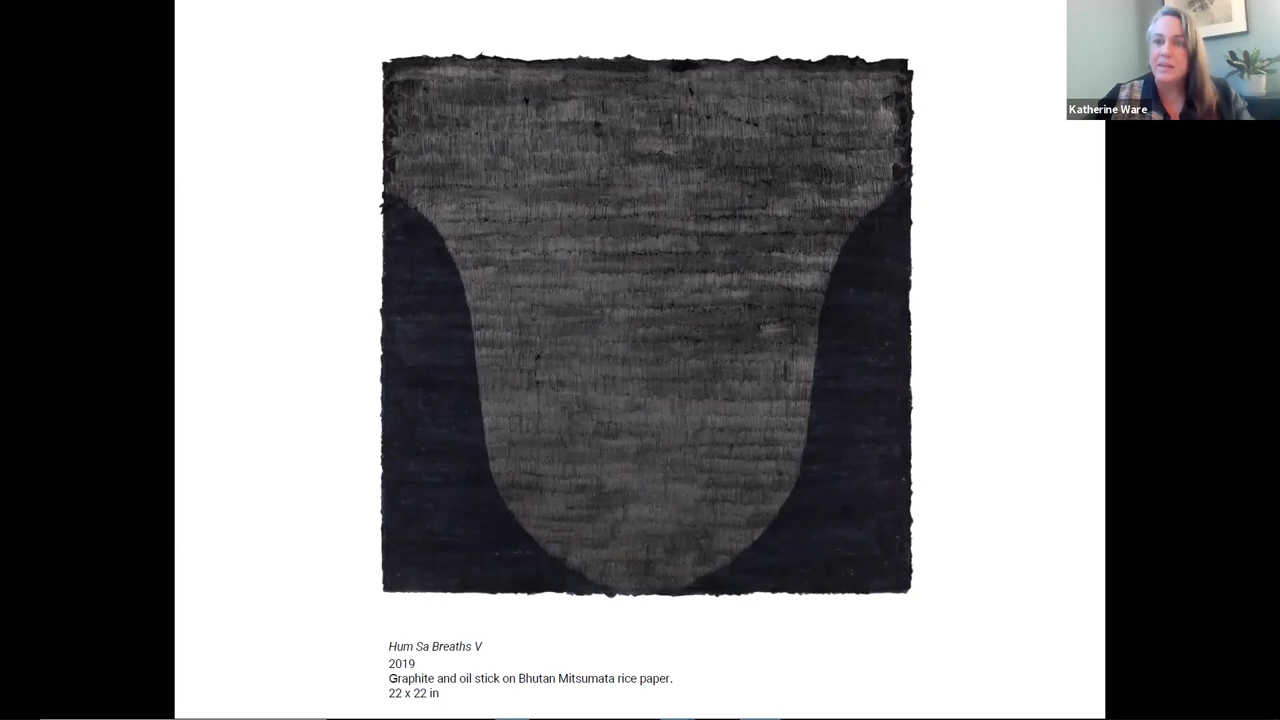 Katherine Ware
Hum Sa Breaths V
2019
Graphite and oil stick on Bhutan Mitsumata rice paper.
22 x 22 in